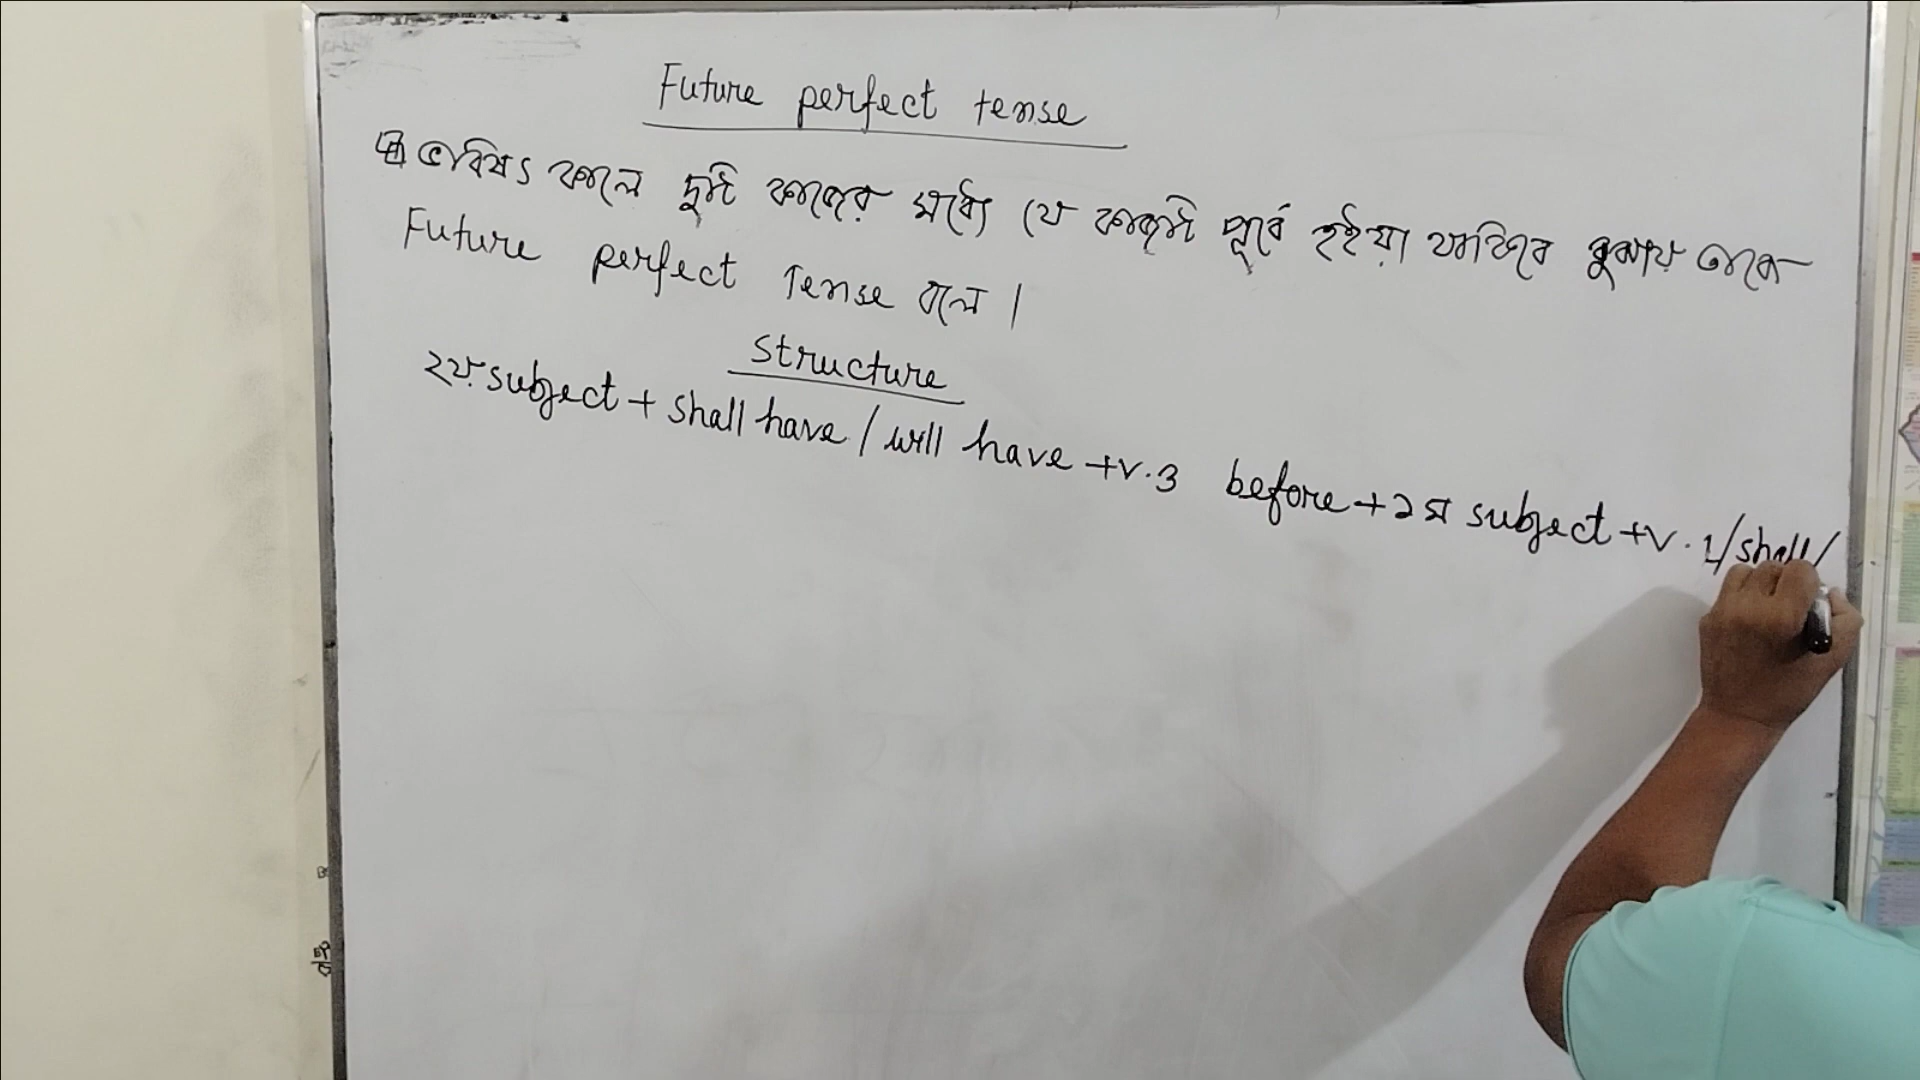 Future perfect tense
ভবিষৎ কালে দুটি কাজের মধ্যে যে কাজটি পূর্বে হইয়া থাকিবে বুঝায় তাকে
Future perfect Tense বলে।
Structure
২য় subject + shall have / will have + v.3 before + ১ম subject + v.1/shall/